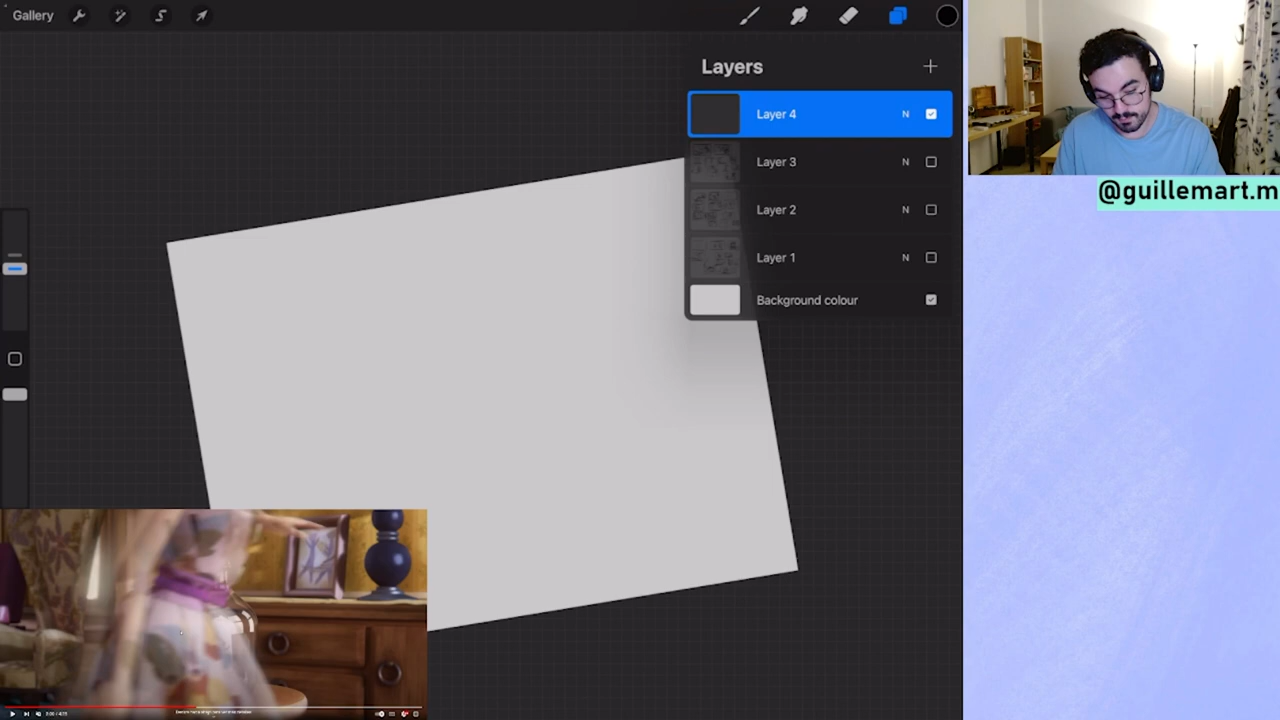 Gallery
Layers
Layer 4 N
Layer 3 N
Layer 2 N
Layer 1 N
Background colour
@guillemart.m